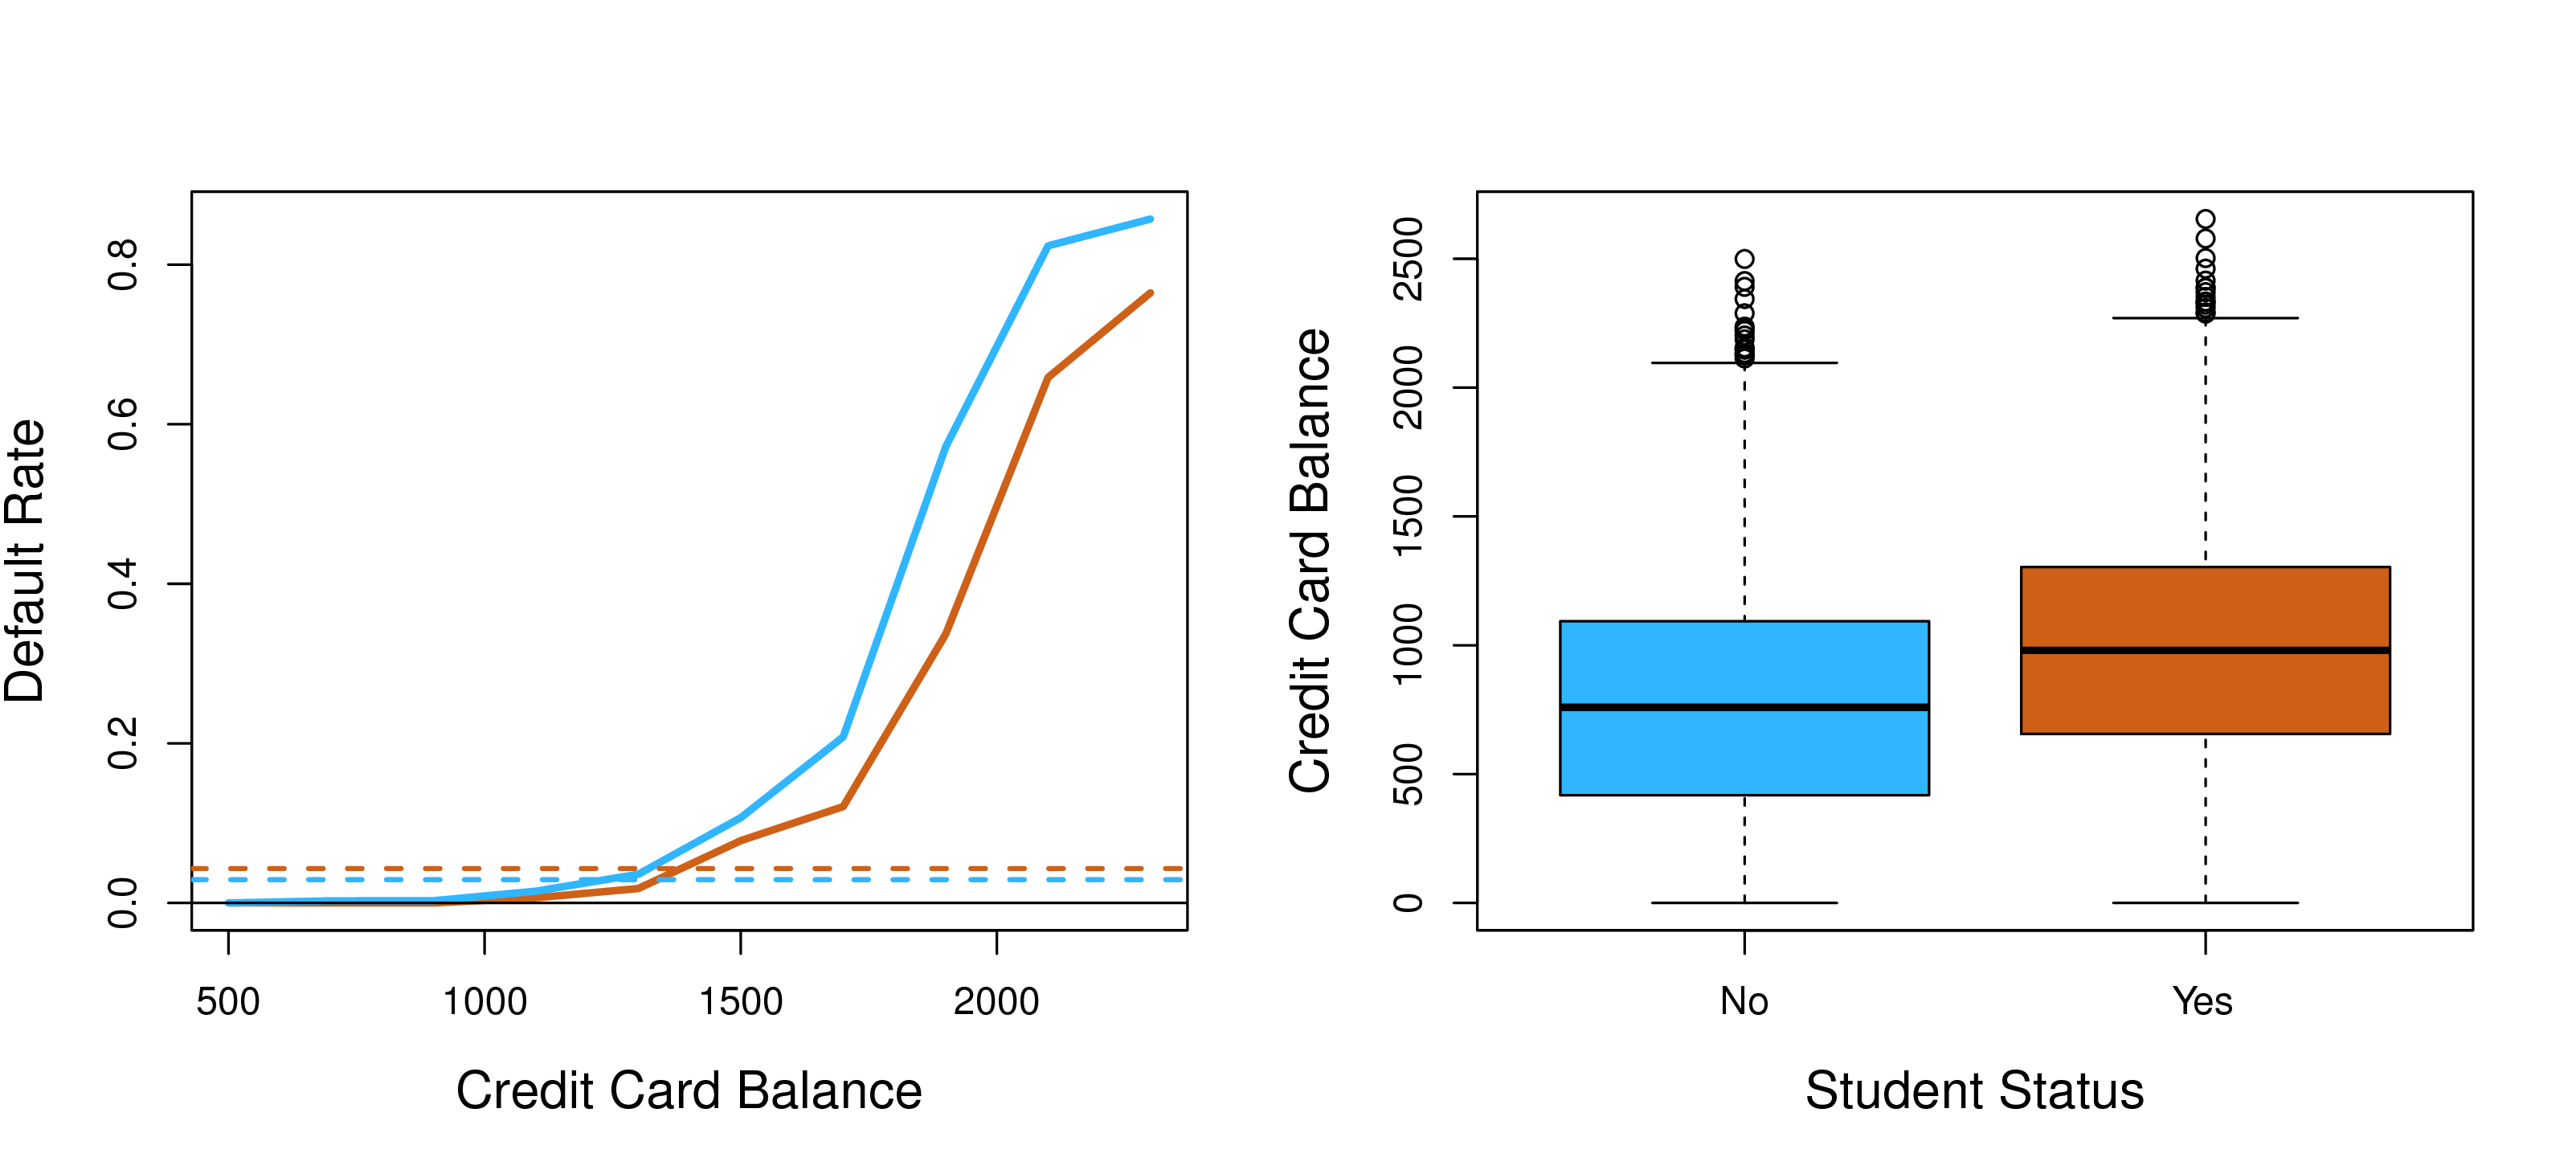 Default Rate
0.8
0.6
0.4
0.2
0.0
500 1000 1500 2000
Credit Card Balance
Credit Card Balance
2500
2000
1500
1000
500
0
No Yes
Student Status